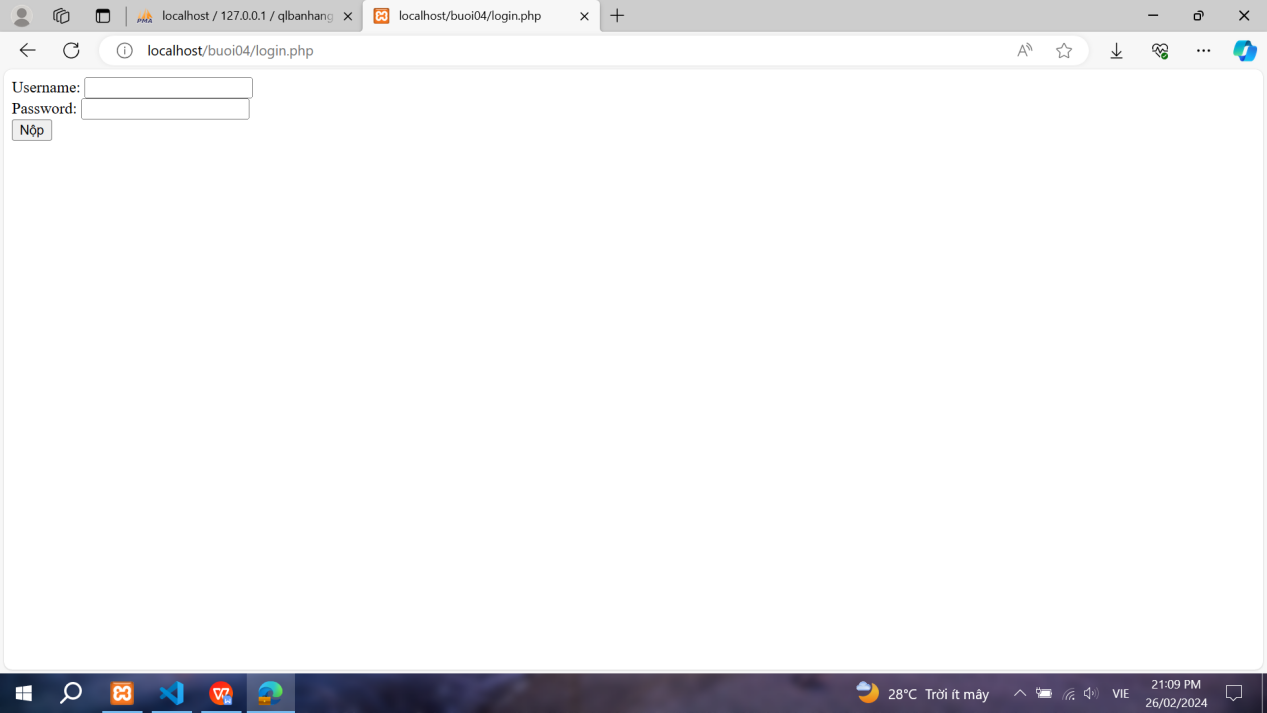 localhost / 127.0.0.1 / qlbanhang
localhost/buoi04/login.php
localhost/buoi04/login.php
Username:
Password:
Nộp
28°C Trời ít mây
VIE
21:09 PM
26/02/2024